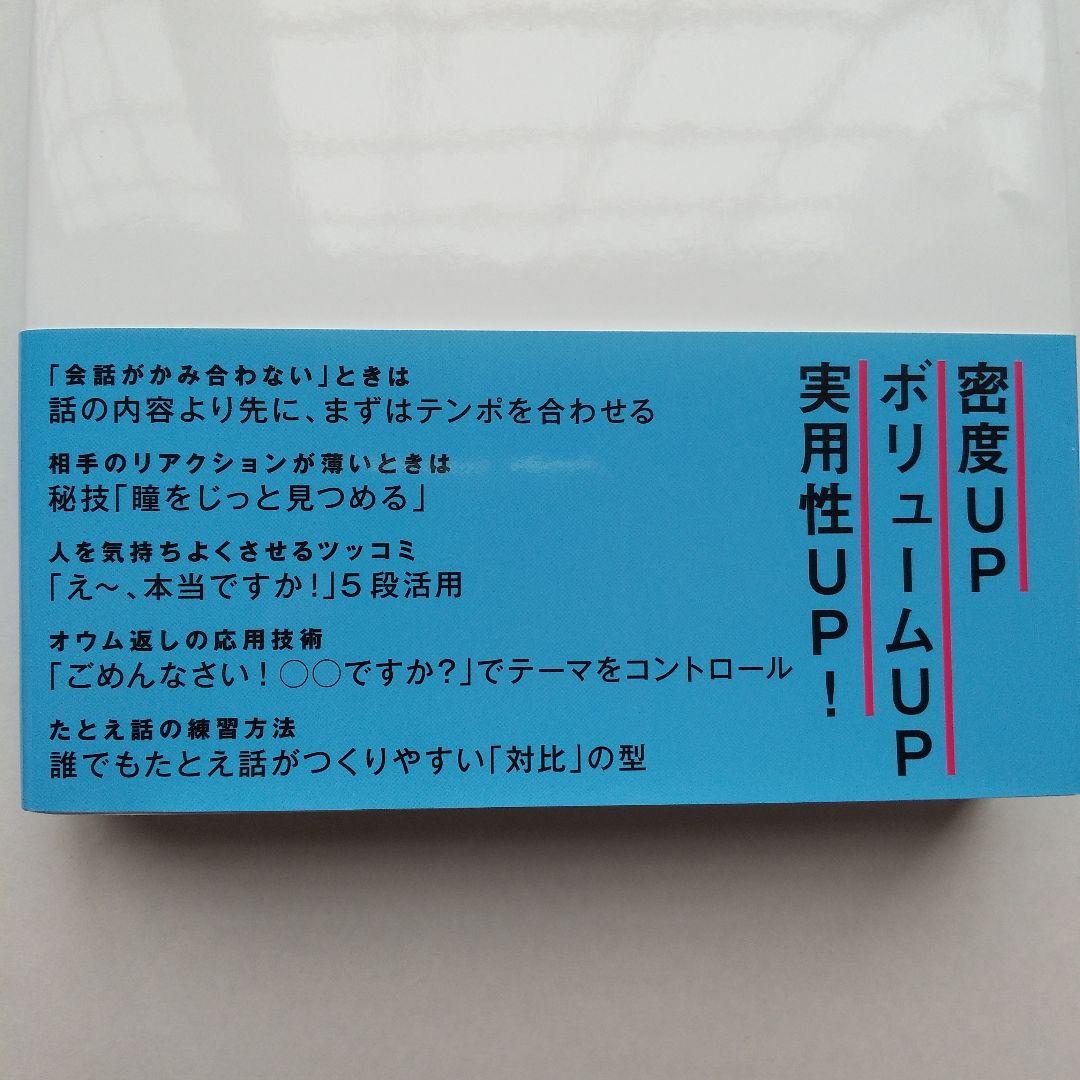 密度UP
ボリュームUP
実用性UP！
「会話がかみ合わない」ときは
話の内容より先に、まずはテンポを合わせる
相手のリアクションが薄いときは
秘技「瞳をじっと見つめる」
人を気持ちよくさせるツッコミ
「え〜、本当ですか！」5段活用
オウム返しの応用技術
「ごめんなさい！〇〇ですか？」でテーマをコントロール
たとえ話の練習方法
誰でもたとえ話がつくりやすい「対比」の型